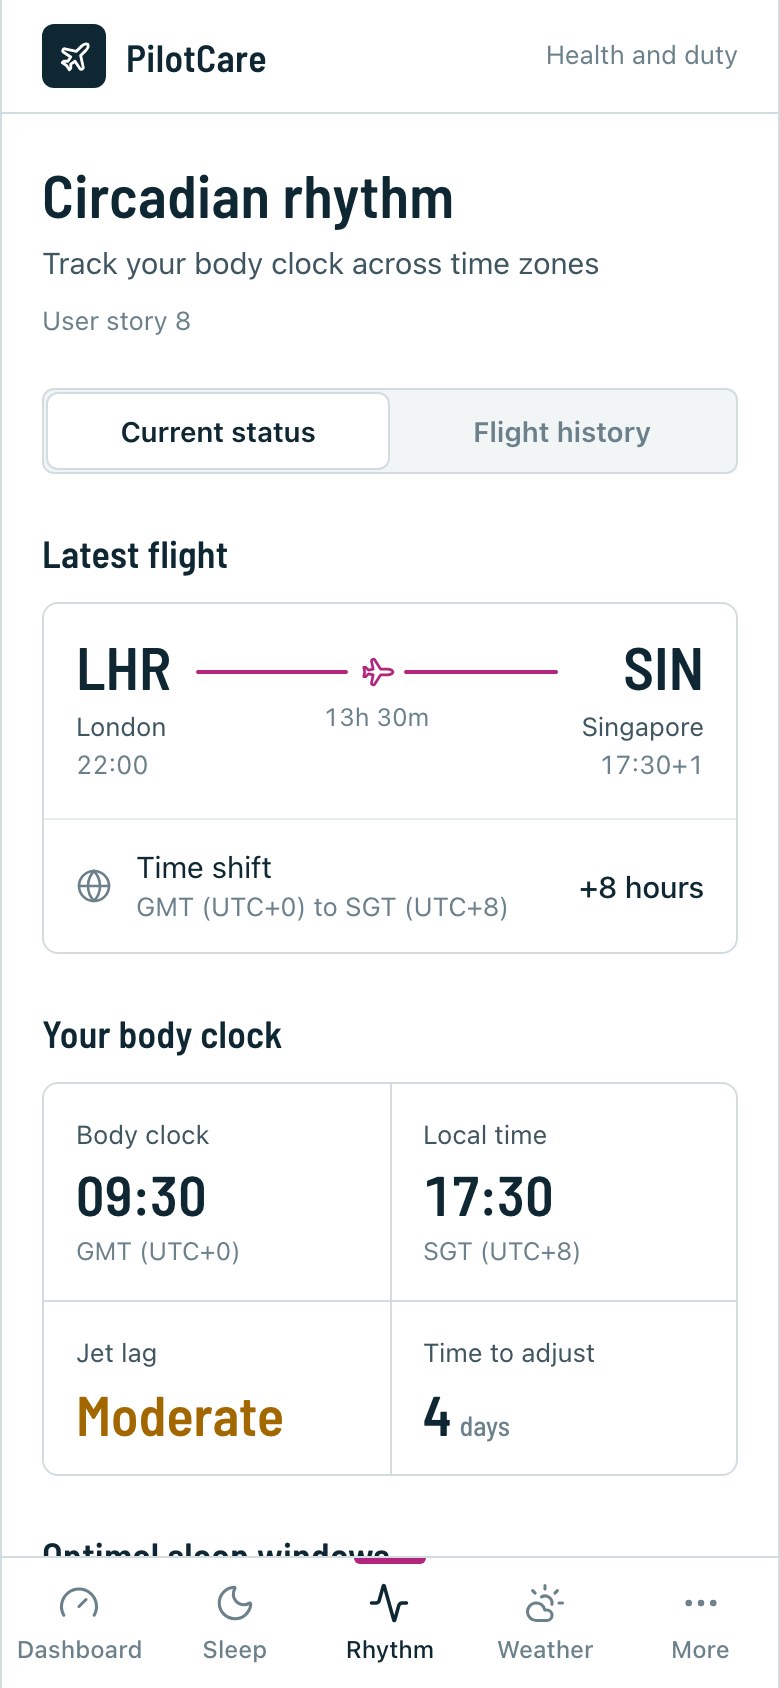 PilotCare
Health and duty
Circadian rhythm
Track your body clock across time zones
User story 8
Current status
Flight history
Latest flight
LHR
SIN
13h 30m
London
Singapore
22:00
17:30+1
Time shift
GMT (UTC+0) to SGT (UTC+8)
+8 hours
Your body clock
Body clock
Local time
09:30
17:30
GMT (UTC+0)
SGT (UTC+8)
Jet lag
Time to adjust
Moderate
4 days
Optimal sleep windows
Dashboard
Sleep
Rhythm
Weather
More